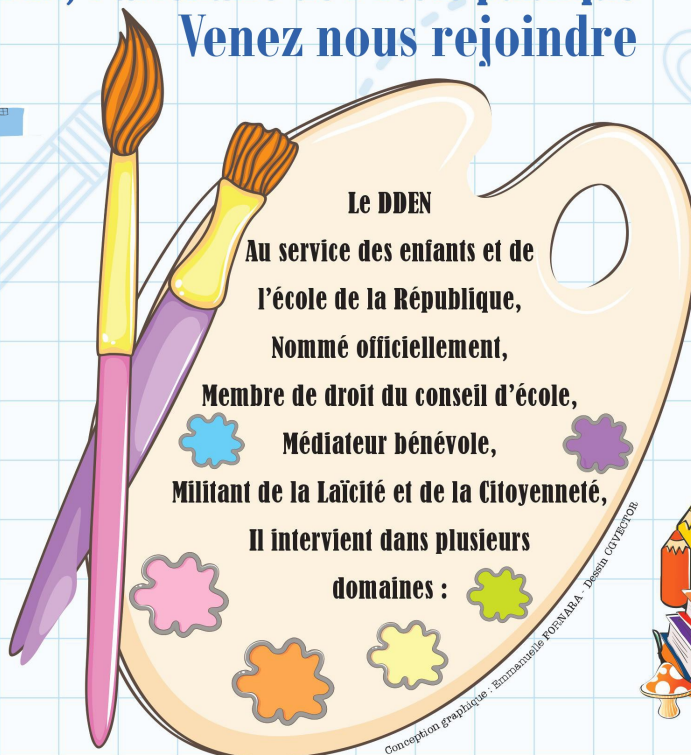 Venez nous rejoindre
Le DDEN
Au service des enfants et de
l'école de la République,
Nommé officiellement,
Membre de droit du conseil d'école,
Médiateur bénévole,
Militant de la Laïcité et de la Citoyenneté,
Il intervient dans plusieurs
domaines :
Conception graphique : Emmanuelle FORNARA - Dessin CGVECTOR